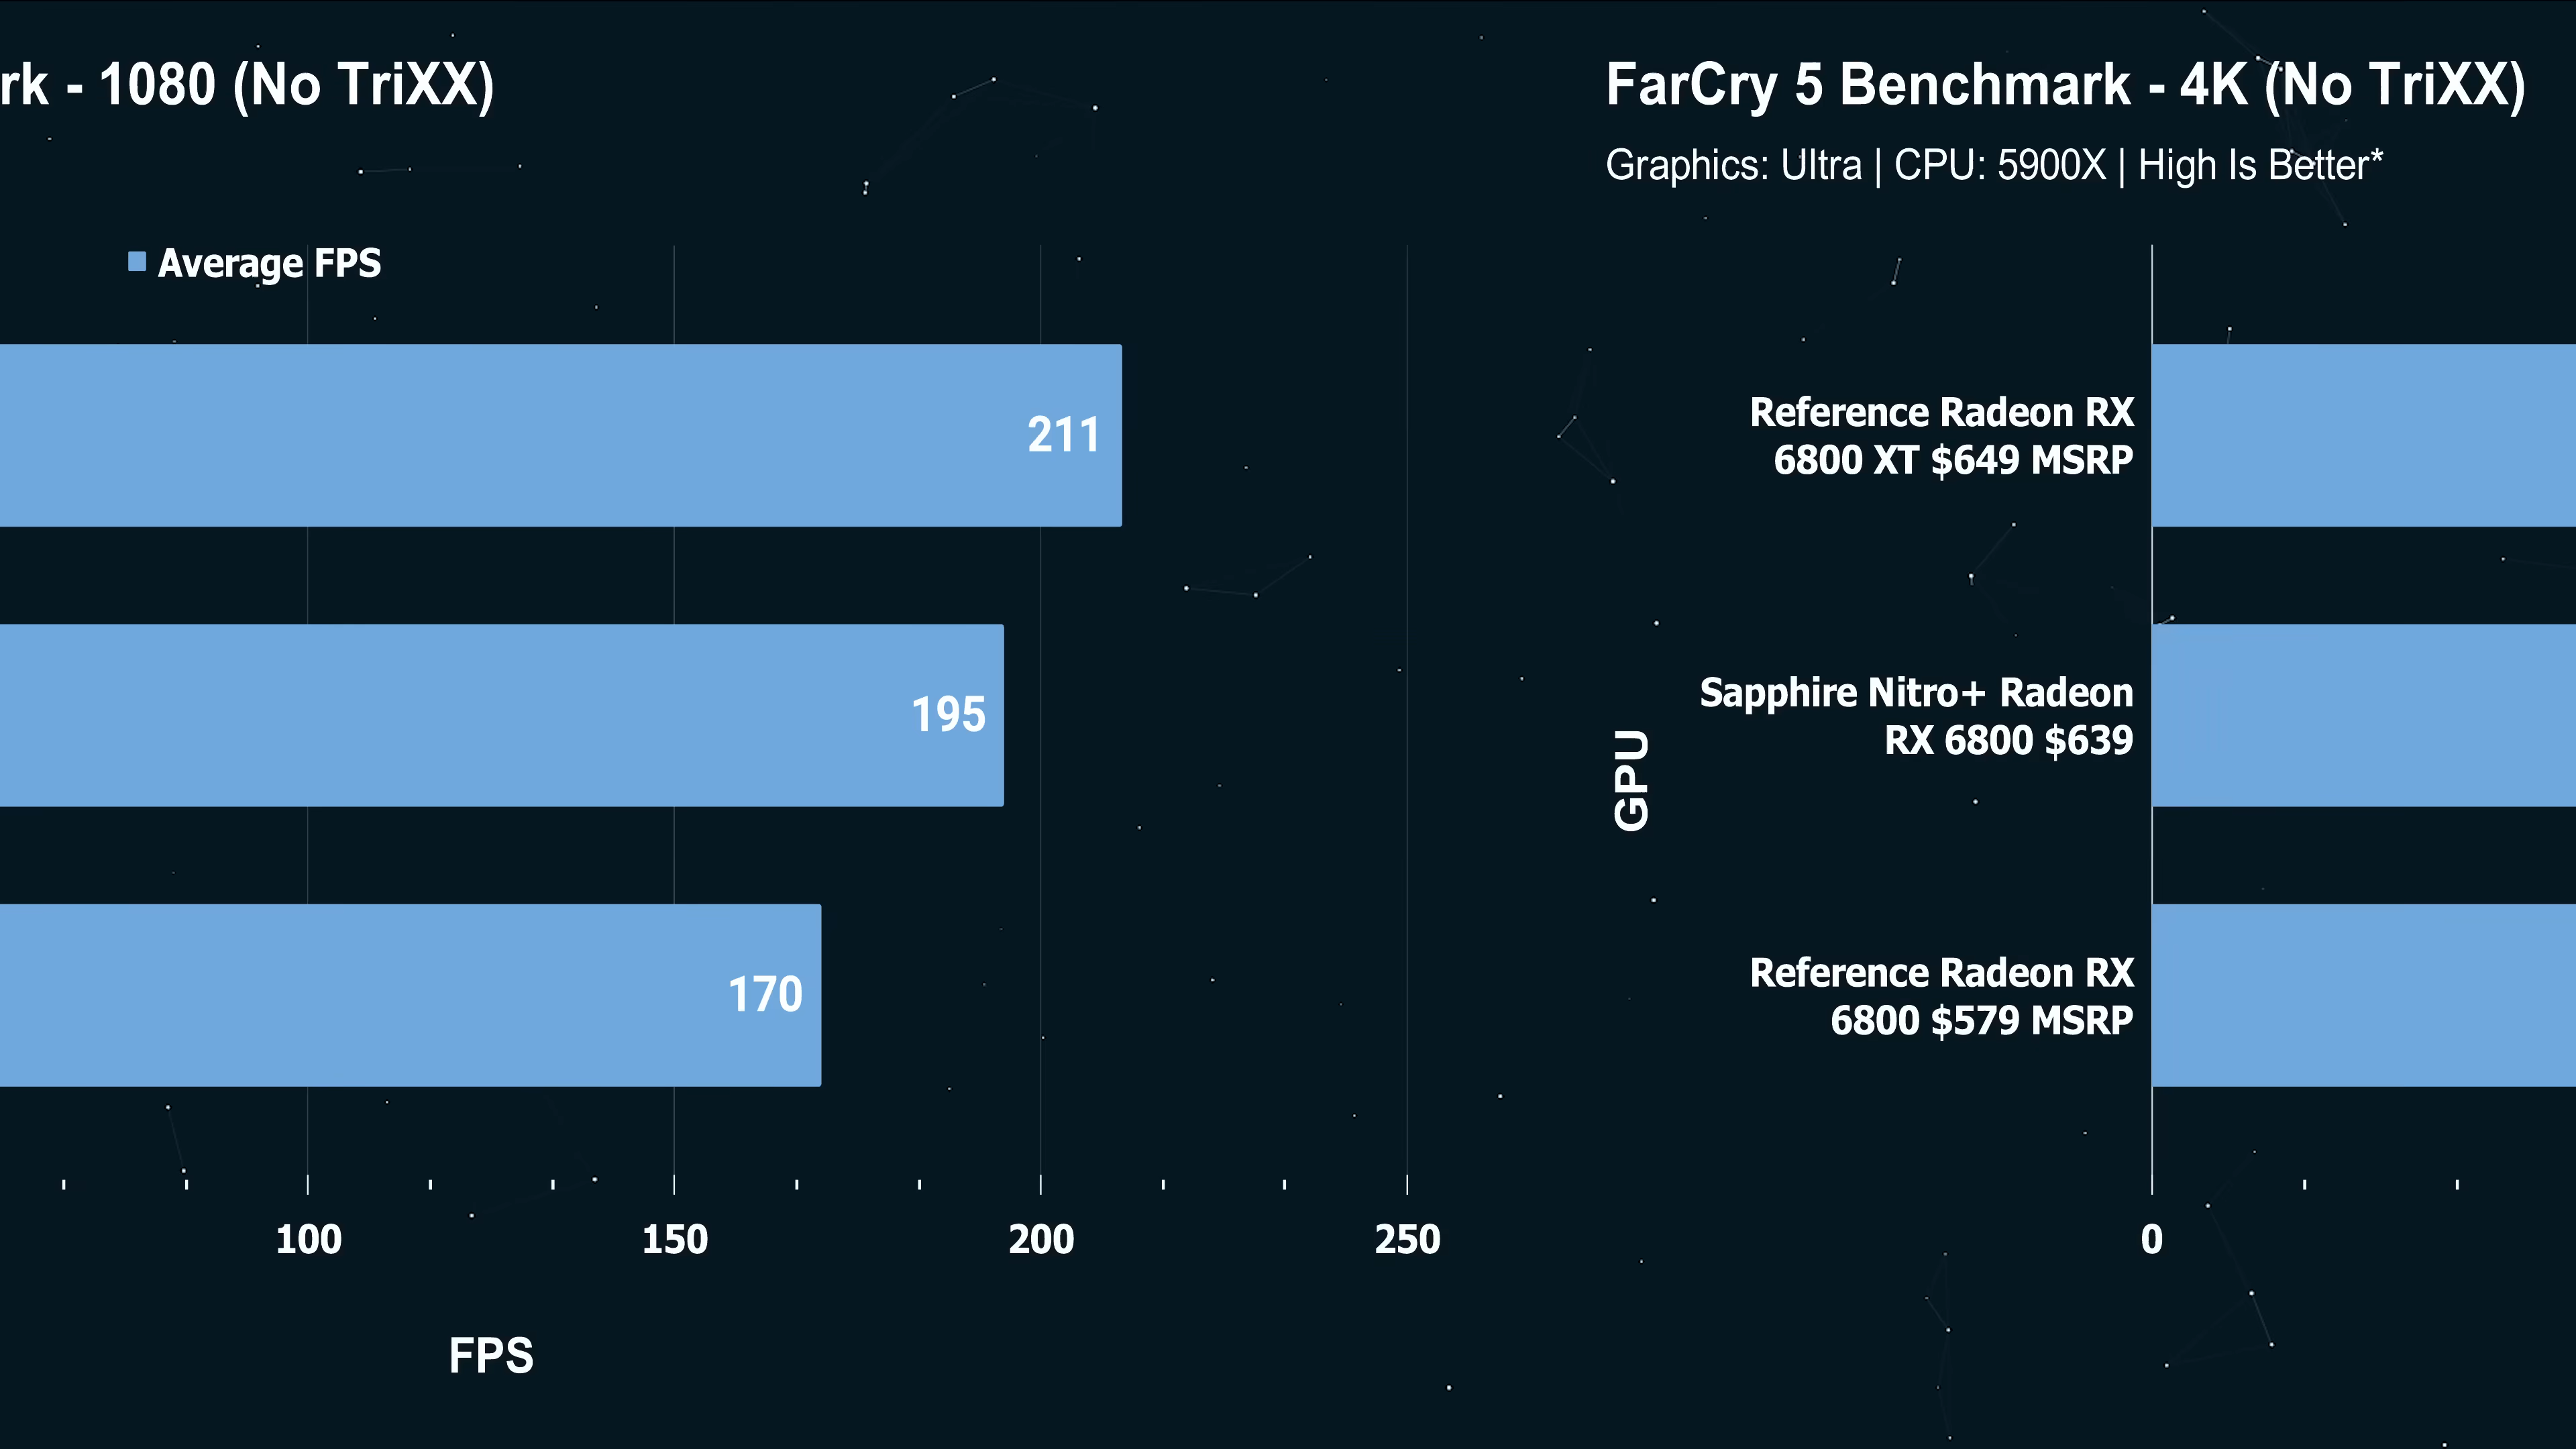 rk - 1080 (No TriXX)
Average FPS
211
195
170
100 150 200 250
FPS
FarCry 5 Benchmark - 4K (No TriXX)
Graphics: Ultra | CPU: 5900X | High Is Better*
GPU
Reference Radeon RX
6800 XT $649 MSRP
Sapphire Nitro+ Radeon
RX 6800 $639
Reference Radeon RX
6800 $579 MSRP
0